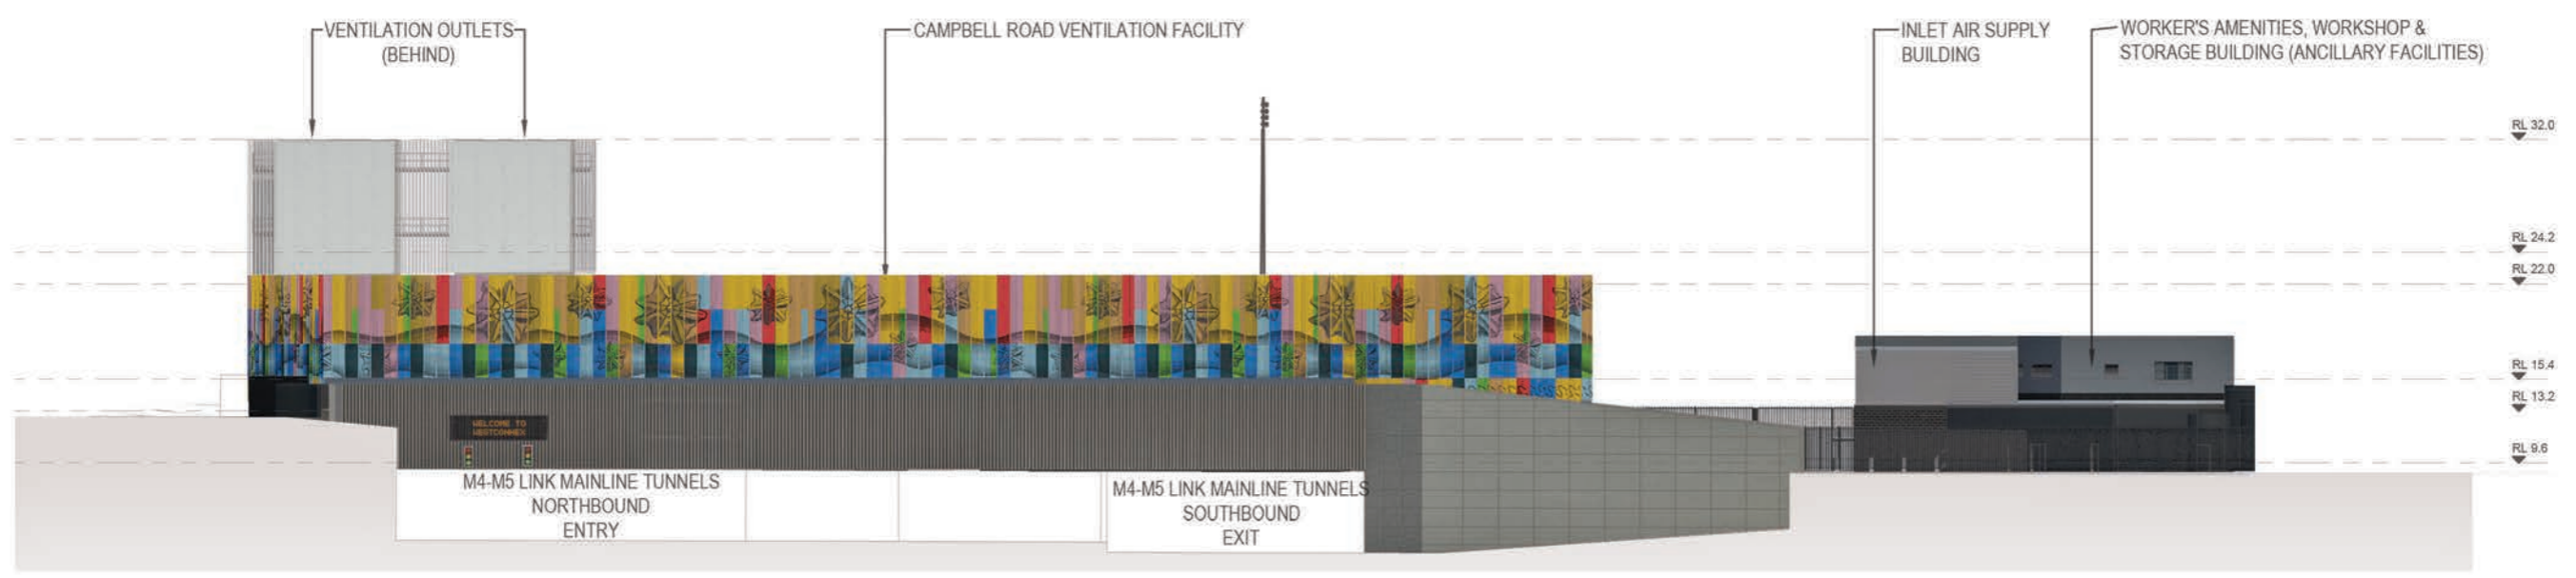 VENTILATION OUTLETS
(BEHIND)
CAMPBELL ROAD VENTILATION FACILITY
INLET AIR SUPPLY
BUILDING
WORKER'S AMENITIES, WORKSHOP &
STORAGE BUILDING (ANCILLARY FACILITIES)
RL 32.0
RL 24.2
RL 22.0
RL 15.4
RL 13.2
RL 9.6
WELCOME TO
WESTCONNEX
M4-M5 LINK MAINLINE TUNNELS
NORTHBOUND
ENTRY
M4-M5 LINK MAINLINE TUNNELS
SOUTHBOUND
EXIT